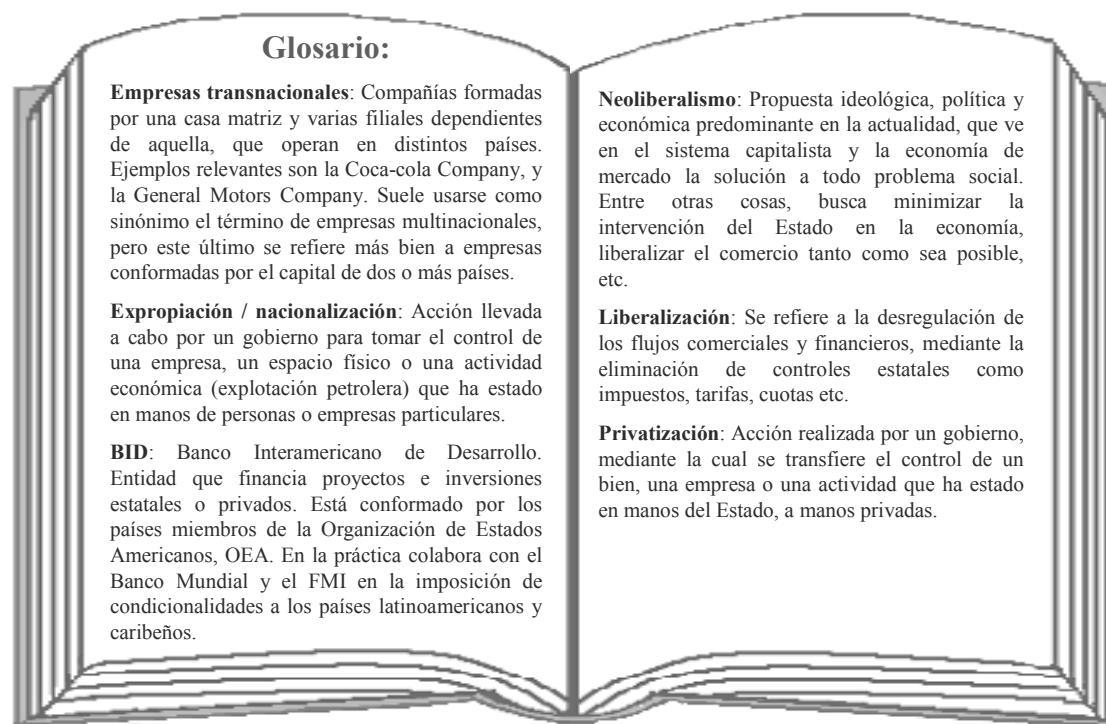 Glosario:
Empresas transnacionales: Compañías formadas
por una casa matriz y varias filiales dependientes
de aquella, que operan en distintos países.
Ejemplos relevantes son la Coca-cola Company, y
la General Motors Company. Suele usarse como
sinónimo el término de empresas multinacionales,
pero este último se refiere más bien a empresas
conformadas por el capital de dos o más países.
Expropiación / nacionalización: Acción llevada
a cabo por un gobierno para tomar el control de
una empresa, un espacio físico o una actividad
económica (explotación petrolera) que ha estado
en manos de personas o empresas particulares.
BID: Banco Interamericano de Desarrollo.
Entidad que financia proyectos e inversiones
estatales o privados. Está conformado por los
países miembros de la Organización de Estados
Americanos, OEA. En la práctica colabora con el
Banco Mundial y el FMI en la imposición de
condicionalidades a los países latinoamericanos y
caribeños.
Neoliberalismo: Propuesta ideológica, política y
económica predominante en la actualidad, que ve
en el sistema capitalista y la economía de
mercado la solución a todo problema social.
Entre otras cosas, busca minimizar la
intervención del Estado en la economía,
liberalizar el comercio tanto como sea posible,
etc.
Liberalización: Se refiere a la desregulación de
los flujos comerciales y financieros, mediante la
eliminación de controles estatales como
impuestos, tarifas, cuotas etc.
Privatización: Acción realizada por un gobierno,
mediante la cual se transfiere el control de un
bien, una empresa o una actividad que ha estado
en manos del Estado, a manos privadas.